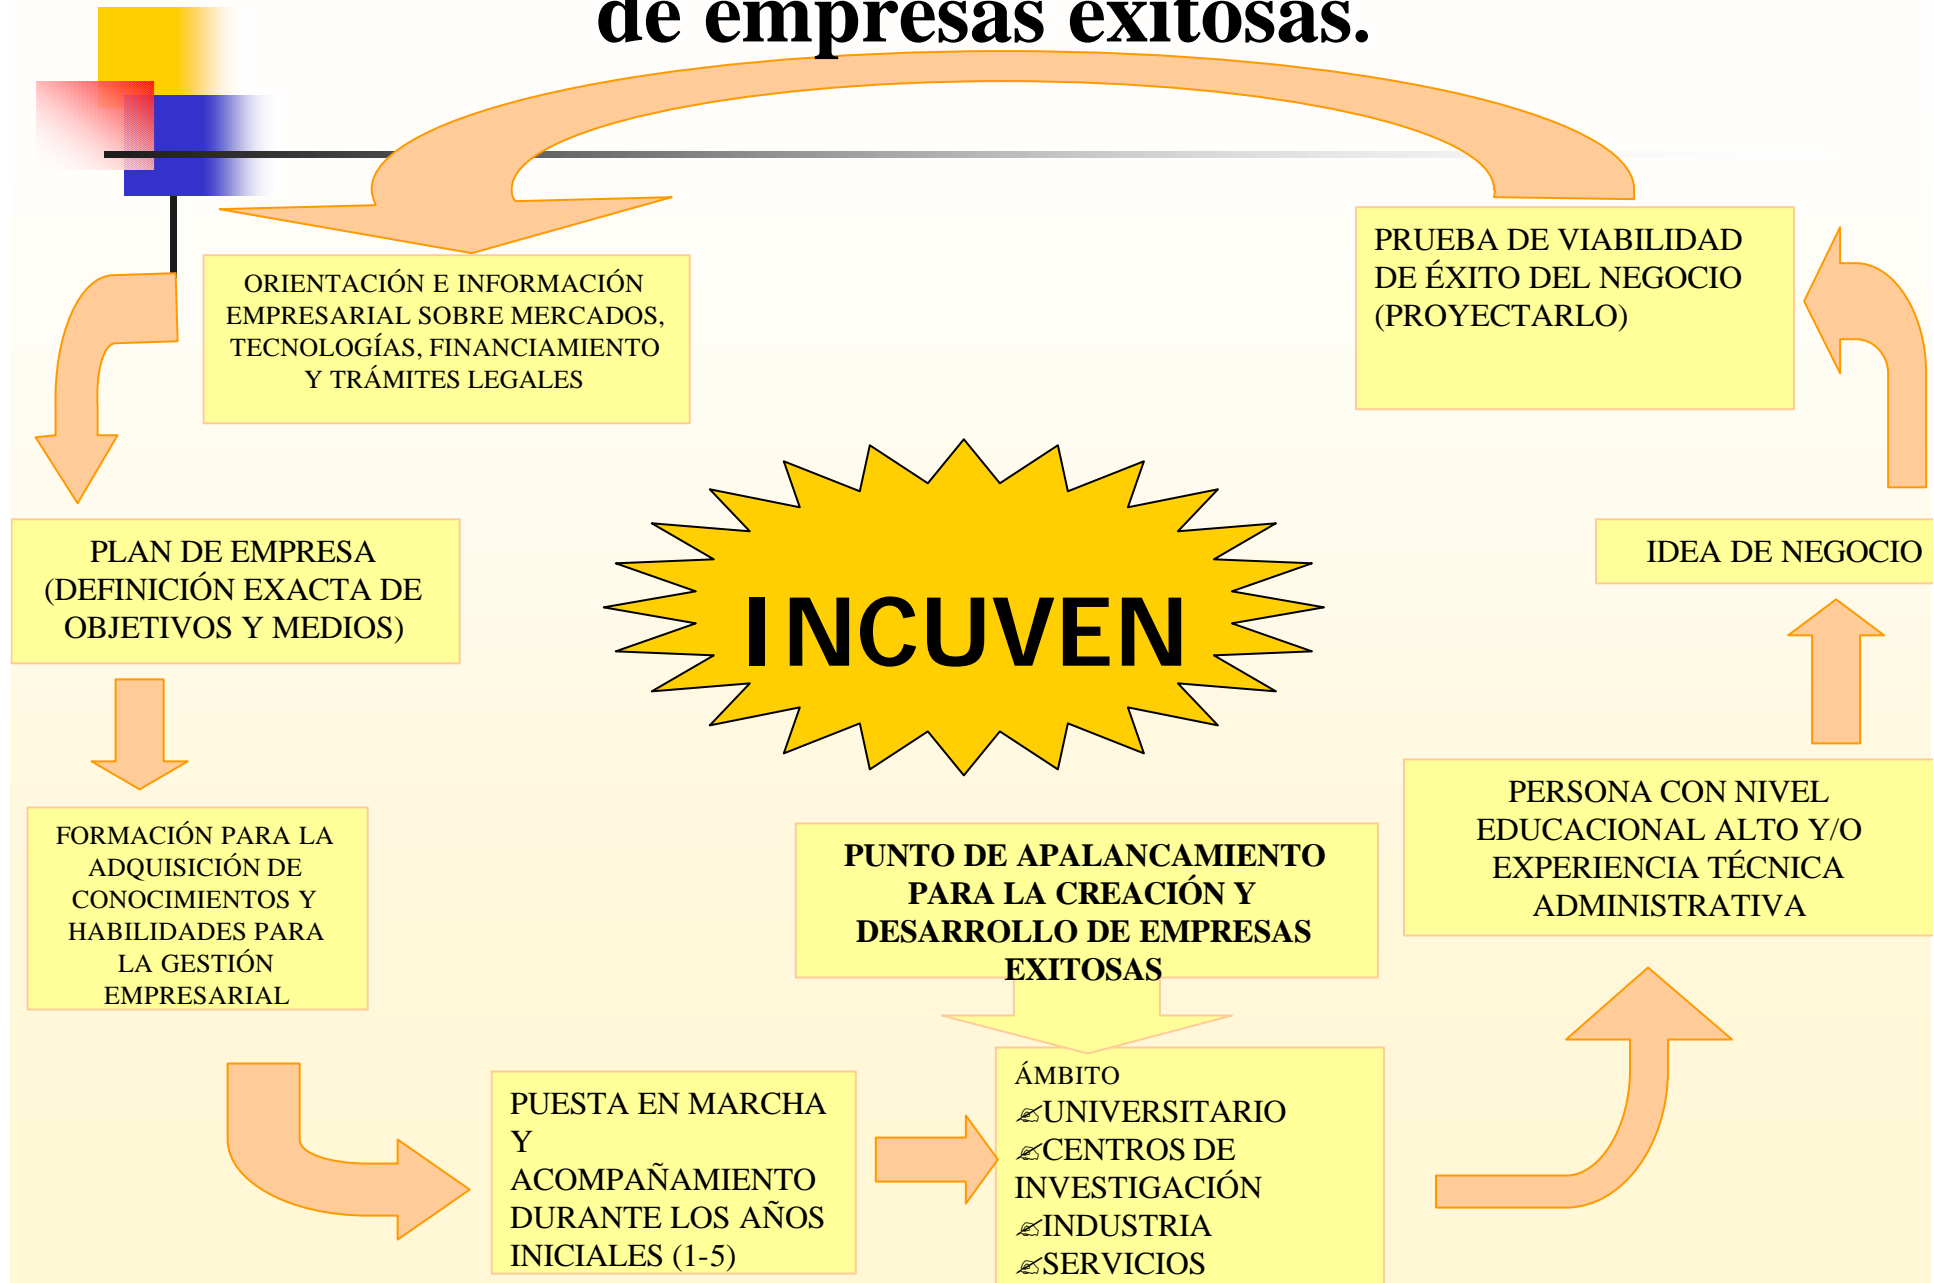 de empresas exitosas.
ORIENTACIÓN E INFORMACIÓN
EMPRESARIAL SOBRE MERCADOS,
TECNOLOGÍAS, FINANCIAMIENTO
Y TRÁMITES LEGALES
PRUEBA DE VIABILIDAD
DE ÉXITO DEL NEGOCIO
(PROYECTARLO)
PLAN DE EMPRESA
(DEFINICIÓN EXACTA DE
OBJETIVOS Y MEDIOS)
INCUVEN
IDEA DE NEGOCIO
FORMACIÓN PARA LA
ADQUISICIÓN DE
CONOCIMIENTOS Y
HABILIDADES PARA
LA GESTIÓN
EMPRESARIAL
PUNTO DE APALANCAMIENTO
PARA LA CREACIÓN Y
DESARROLLO DE EMPRESAS
EXITOSAS
PERSONA CON NIVEL
EDUCACIONAL ALTO Y/O
EXPERIENCIA TÉCNICA
ADMINISTRATIVA
PUESTA EN MARCHA
Y
ACOMPAÑAMIENTO
DURANTE LOS AÑOS
INICIALES (1-5)
ÁMBITO
UNIVERSITARIO
CENTROS DE
INVESTIGACIÓN
INDUSTRIA
SERVICIOS